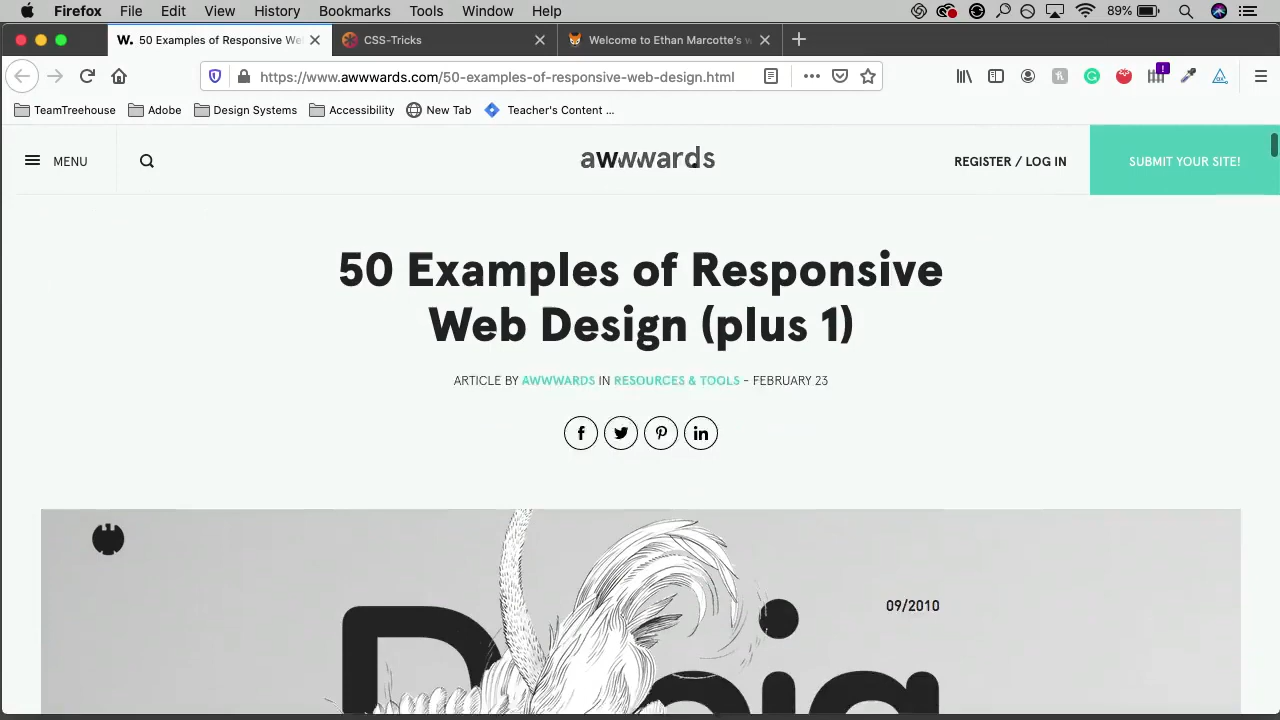 Firefox File Edit View History Bookmarks Tools Window Help 89%
W. 50 Examples of Responsive We CSS-Tricks Welcome to Ethan Marcotte's w
https://www.awwwards.com/50-examples-of-responsive-web-design.html
TeamTreehouse Adobe Design Systems Accessibility New Tab Teacher's Content ...
MENU awwwards. REGISTER / LOG IN SUBMIT YOUR SITE!
50 Examples of Responsive
Web Design (plus 1)
ARTICLE BY AWWWARDS IN RESOURCES & TOOLS - FEBRUARY 23
09/2010